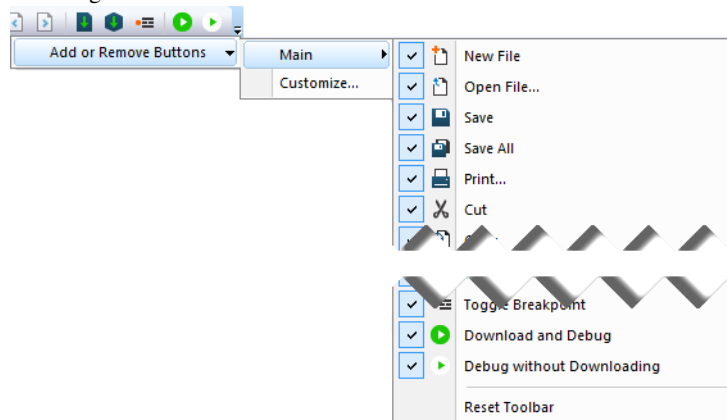 Add or Remove Buttons
Main
Customize...
New File
Open File...
Save
Save All
Print...
Cut
Toggle Breakpoint
Download and Debug
Debug without Downloading
Reset Toolbar